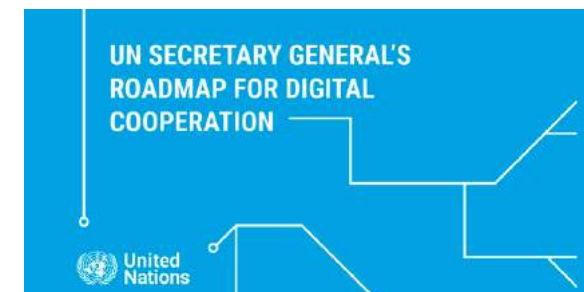 UN SECRETARY GENERAL'S
ROADMAP FOR DIGITAL
COOPERATION
United
Nations